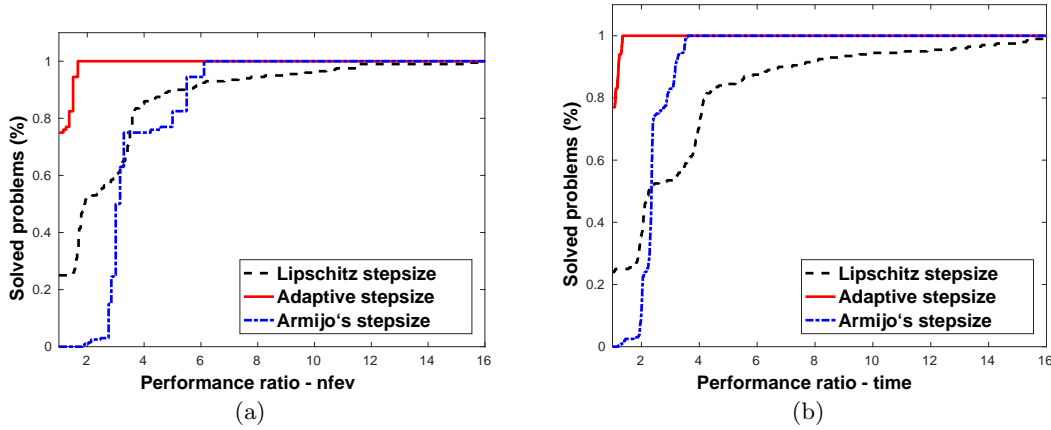 1
0.8
0.6
0.4
0.2
0
Solved problems (%)
2 4 6 8 10 12 14 16
Performance ratio - nfev
Lipschitz stepsize
Adaptive stepsize
Armijo's stepsize
(a)
1
0.8
0.6
0.4
0.2
0
Solved problems (%)
2 4 6 8 10 12 14 16
Performance ratio - time
Lipschitz stepsize
Adaptive stepsize
Armijo's stepsize
(b)